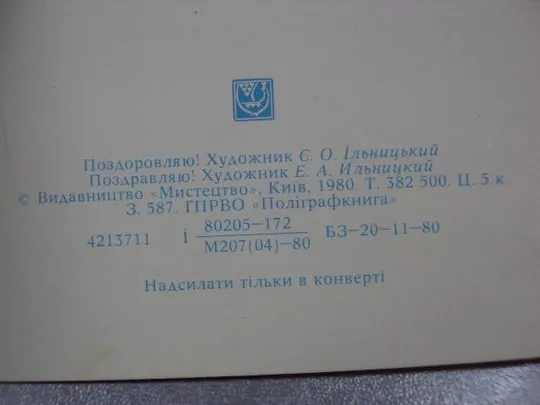 Поздоровляю! Художник Є. О. Ільницький
Поздравляю! Художник Е. А. Ильницкий
© Видавництво «Мистецтво», Київ, 1980. Т. 382 500. Ц. 5 к.
З. 587. ГПРВО «Поліграфкнига»
4213711 І 80205—172 / М207(04)—80 БЗ—20—11—80
Надсилати тільки в конверті